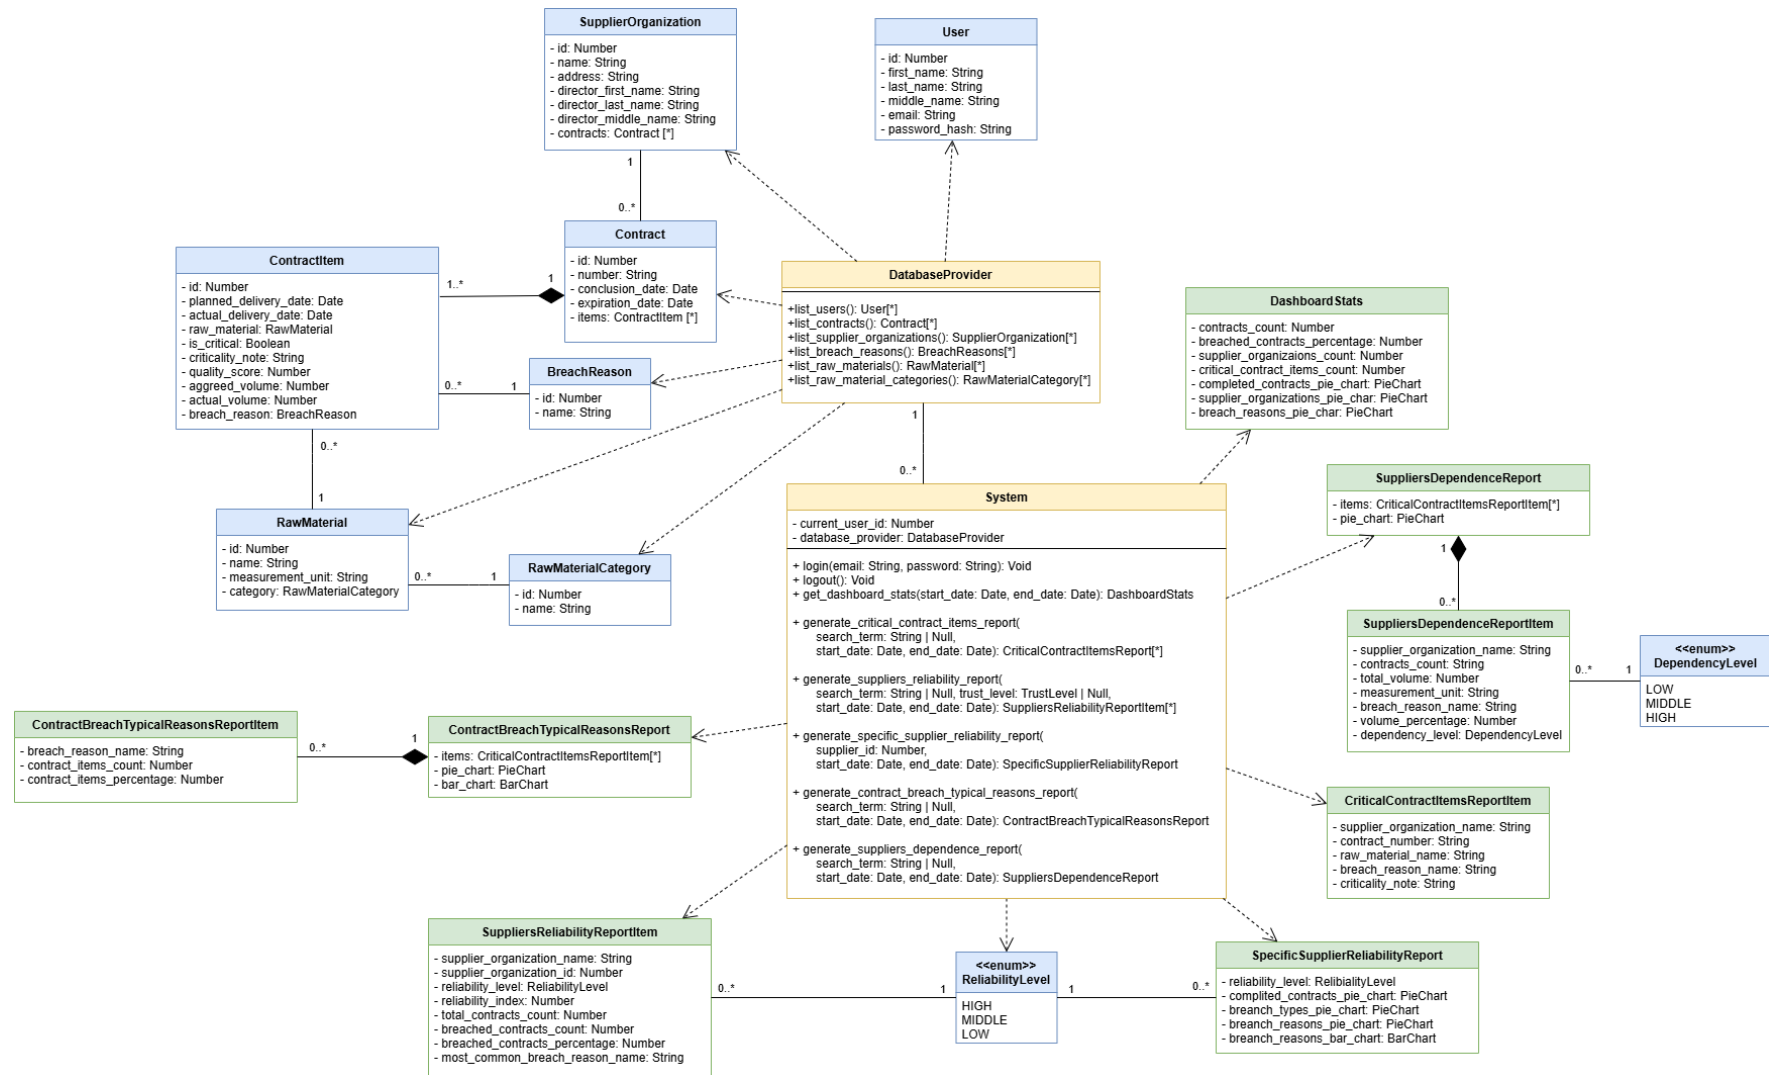 SupplierOrganization
- id: Number
- name: String
- address: String
- director_first_name: String
- director_last_name: String
- director_middle_name: String
- contracts: Contract [*]
User
- id: Number
- first_name: String
- last_name: String
- middle_name: String
- email: String
- password_hash: String
1
0..*
Contract
- id: Number
- number: String
- conclusion_date: Date
- expiration_date: Date
- items: ContractItem [*]
ContractItem
- id: Number
- planned_delivery_date: Date
- actual_delivery_date: Date
- raw_material: RawMaterial
- is_critical: Boolean
- criticality_note: String
- quality_score: Number
- aggreed_volume: Number
- actual_volume: Number
- breach_reason: BreachReason
1..*
1
DatabaseProvider
+list_users(): User[*]
+list_contracts(): Contract[*]
+list_supplier_organizations(): SupplierOrganization[*]
+list_breach_reasons(): BreachReasons[*]
+list_raw_materials(): RawMaterial[*]
+list_raw_material_categories(): RawMaterialCategory[*]
DashboardStats
- contracts_count: Number
- breached_contracts_percentage: Number
- supplier_organizaions_count: Number
- critical_contract_items_count: Number
- completed_contracts_pie_chart: PieChart
- supplier_organizations_pie_char: PieChart
- breach_reasons_pie_char: PieChart
BreachReason
- id: Number
- name: String
0..*
1
0..*
1
1
0..*
RawMaterial
- id: Number
- name: String
- measurement_unit: String
- category: RawMaterialCategory
0..*
1
RawMaterialCategory
- id: Number
- name: String
System
- current_user_id: Number
- database_provider: DatabaseProvider
+ login(email: String, password: String): Void
+ logout(): Void
+ get_dashboard_stats(start_date: Date, end_date: Date): DashboardStats
+ generate_critical_contract_items_report(
search_term: String | Null,
start_date: Date, end_date: Date): CriticalContractItemsReport[*]
+ generate_suppliers_reliability_report(
search_term: String | Null, trust_level: TrustLevel | Null,
start_date: Date, end_date: Date): SuppliersReliabilityReportItem[*]
+ generate_specific_supplier_reliability_report(
supplier_id: Number,
start_date: Date, end_date: Date): SpecificSupplierReliabilityReport
+ generate_contract_breach_typical_reasons_report(
search_term: String | Null,
start_date: Date, end_date: Date): ContractBreachTypicalReasonsReport
+ generate_suppliers_dependence_report(
search_term: String | Null,
start_date: Date, end_date: Date): SuppliersDependenceReport
SuppliersDependenceReport
- items: CriticalContractItemsReportItem[*]
- pie_chart: PieChart
1
0..*
SuppliersDependenceReportItem
- supplier_organization_name: String
- contracts_count: String
- total_volume: Number
- measurement_unit: String
- breach_reason_name: String
- volume_percentage: Number
- dependency_level: DependencyLevel
0..*
1
<<enum>>
DependencyLevel
LOW
MIDDLE
HIGH
ContractBreachTypicalReasonsReportItem
- breach_reason_name: String
- contract_items_count: Number
- contract_items_percentage: Number
0..*
1
ContractBreachTypicalReasonsReport
- items: CriticalContractItemsReportItem[*]
- pie_chart: PieChart
- bar_chart: BarChart
CriticalContractItemsReportItem
- supplier_organization_name: String
- contract_number: String
- raw_material_name: String
- breach_reason_name: String
- criticality_note: String
SuppliersReliabilityReportItem
- supplier_organization_name: String
- supplier_organization_id: Number
- reliability_level: ReliabilityLevel
- reliability_index: Number
- total_contracts_count: Number
- breached_contracts_count: Number
- breached_contracts_percentage: Number
- most_common_breach_reason_name: String
0..*
1
<<enum>>
ReliabilityLevel
HIGH
MIDDLE
LOW
1
0..*
SpecificSupplierReliabilityReport
- reliability_level: RelibialityLevel
- complited_contracts_pie_chart: PieChart
- breanch_types_pie_chart: PieChart
- breanch_reasons_pie_chart: PieChart
- breanch_reasons_bar_chart: BarChart